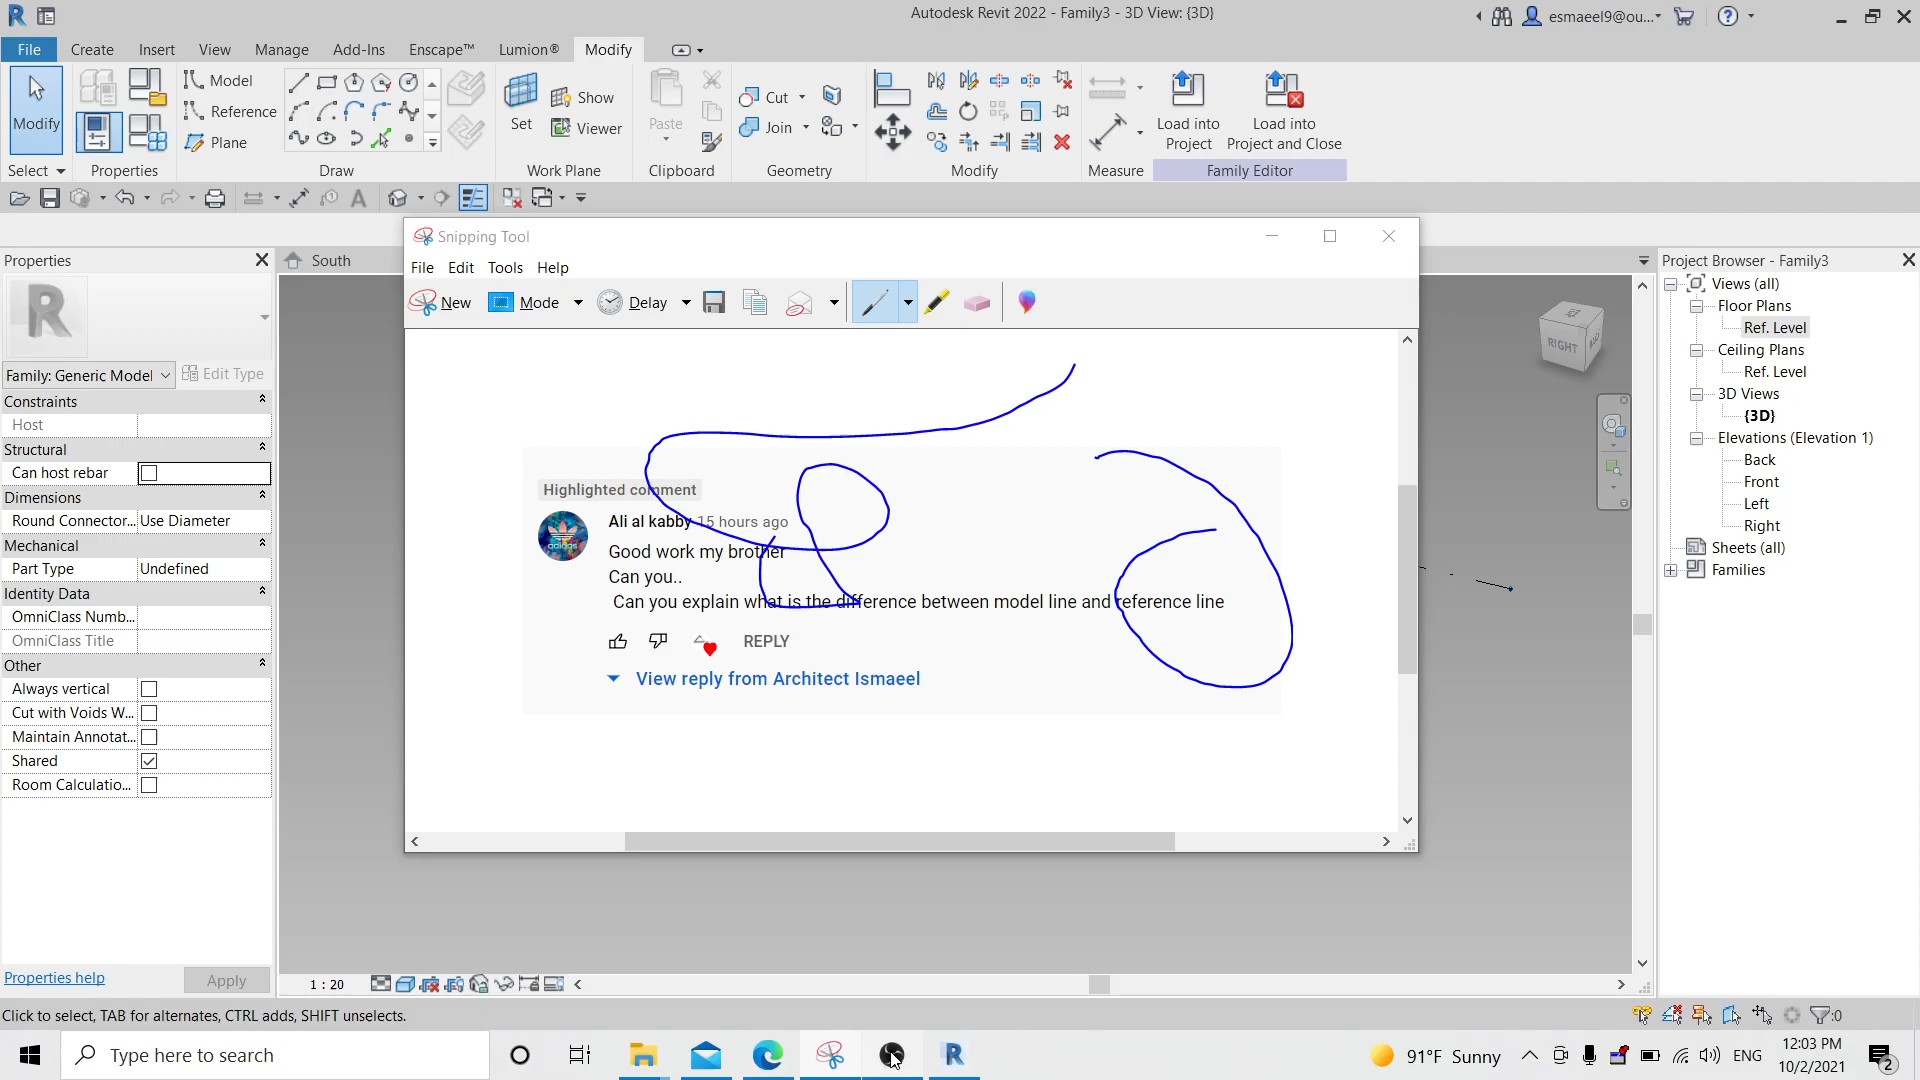 Autodesk Revit 2022 - Family3 - 3D View: {3D}
esmaeel9@ou...
File Create Insert View Manage Add-Ins Enscape™ Lumion® Modify
Modify
Model
Reference
Plane
Set
Show
Viewer
Paste
Cut
Join
Load into Project
Load into Project and Close
Select Properties Draw Work Plane Clipboard Geometry Modify Measure Family Editor
Properties
R
Family: Generic Model
Edit Type
Constraints
Host
Structural
Can host rebar
Dimensions
Round Connector... Use Diameter
Mechanical
Part Type Undefined
Identity Data
OmniClass Numb...
OmniClass Title
Other
Always vertical
Cut with Voids W...
Maintain Annotat...
Shared
Room Calculatio...
Properties help
Apply
South
Snipping Tool
File Edit Tools Help
New Mode Delay
Highlighted comment
adidas
Ali al kabby 15 hours ago
Good work my brother
Can you..
Can you explain what is the difference between model line and reference line
REPLY
View reply from Architect Ismaeel
RIGHT
Project Browser - Family3
Views (all)
Floor Plans
Ref. Level
Ceiling Plans
Ref. Level
3D Views
{3D}
Elevations (Elevation 1)
Back
Front
Left
Right
Sheets (all)
Families
1 : 20
Click to select, TAB for alternates, CTRL adds, SHIFT unselects.
:0
Type here to search
91°F Sunny
ENG
12:03 PM
10/2/2021
2